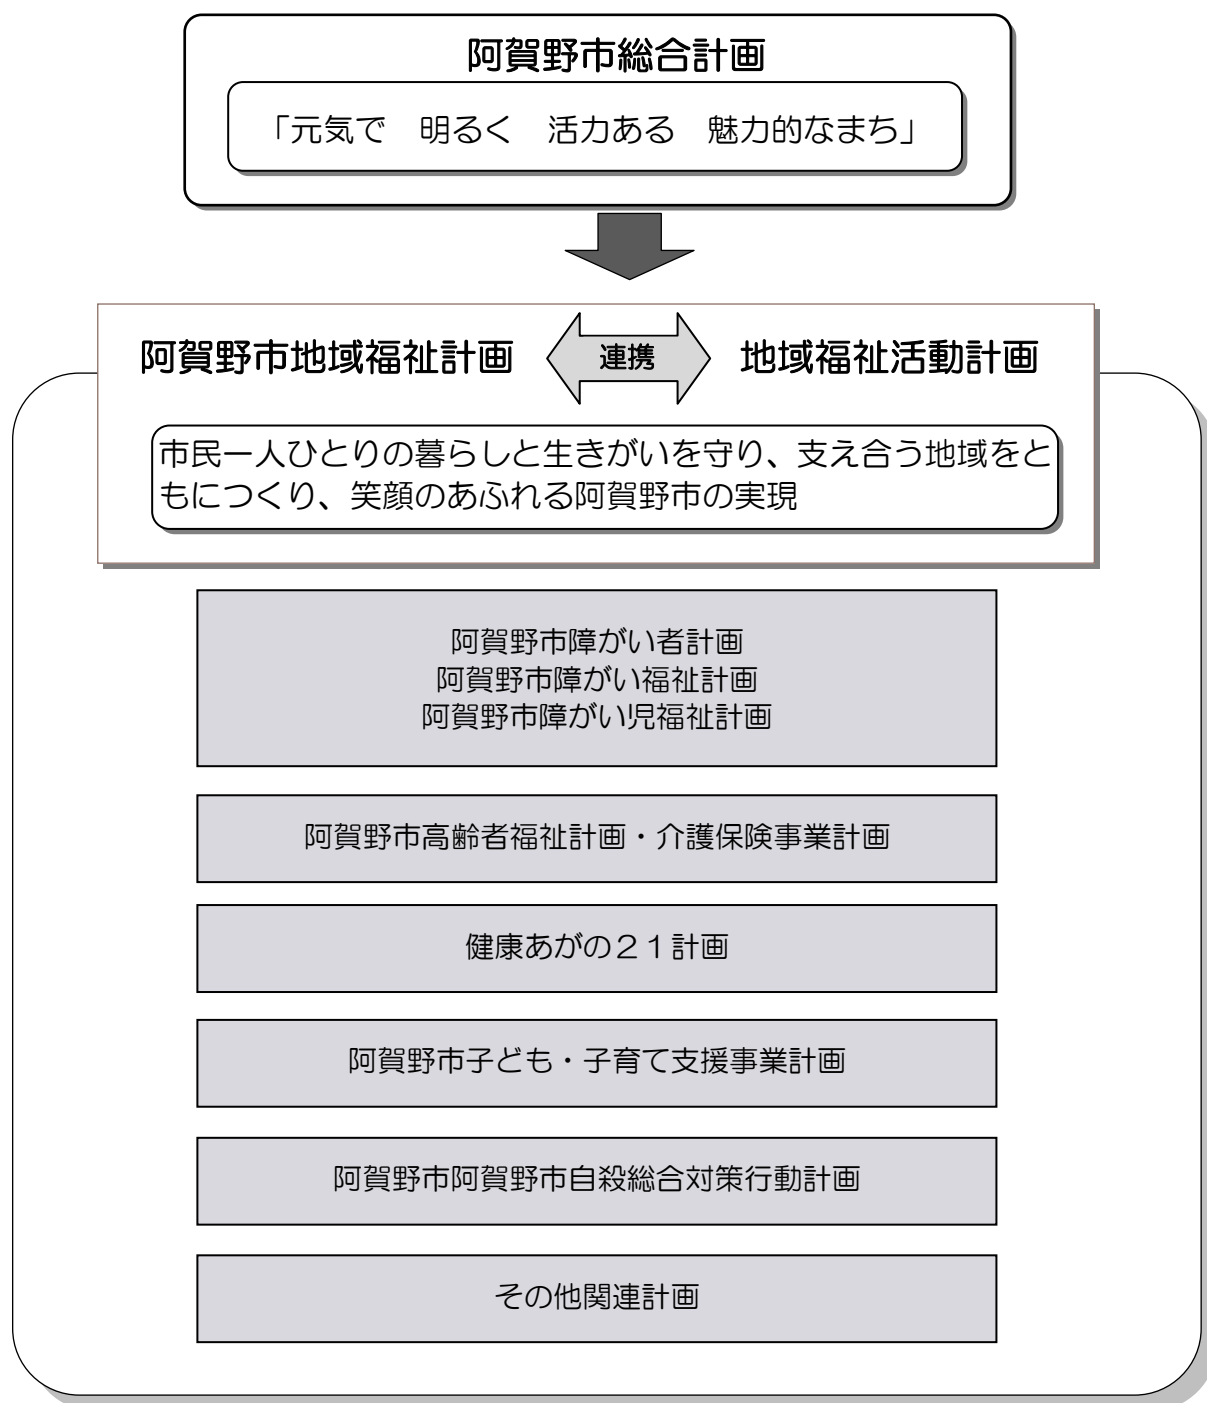 阿賀野市総合計画
「元気で　明るく　活力ある　魅力的なまち」
阿賀野市地域福祉計画
連携
地域福祉活動計画
市民一人ひとりの暮らしと生きがいを守り、支え合う地域をと
もにつくり、笑顔のあふれる阿賀野市の実現
阿賀野市障がい者計画
阿賀野市障がい福祉計画
阿賀野市障がい児福祉計画
阿賀野市高齢者福祉計画・介護保険事業計画
健康あがの２１計画
阿賀野市子ども・子育て支援事業計画
阿賀野市阿賀野市自殺総合対策行動計画
その他関連計画